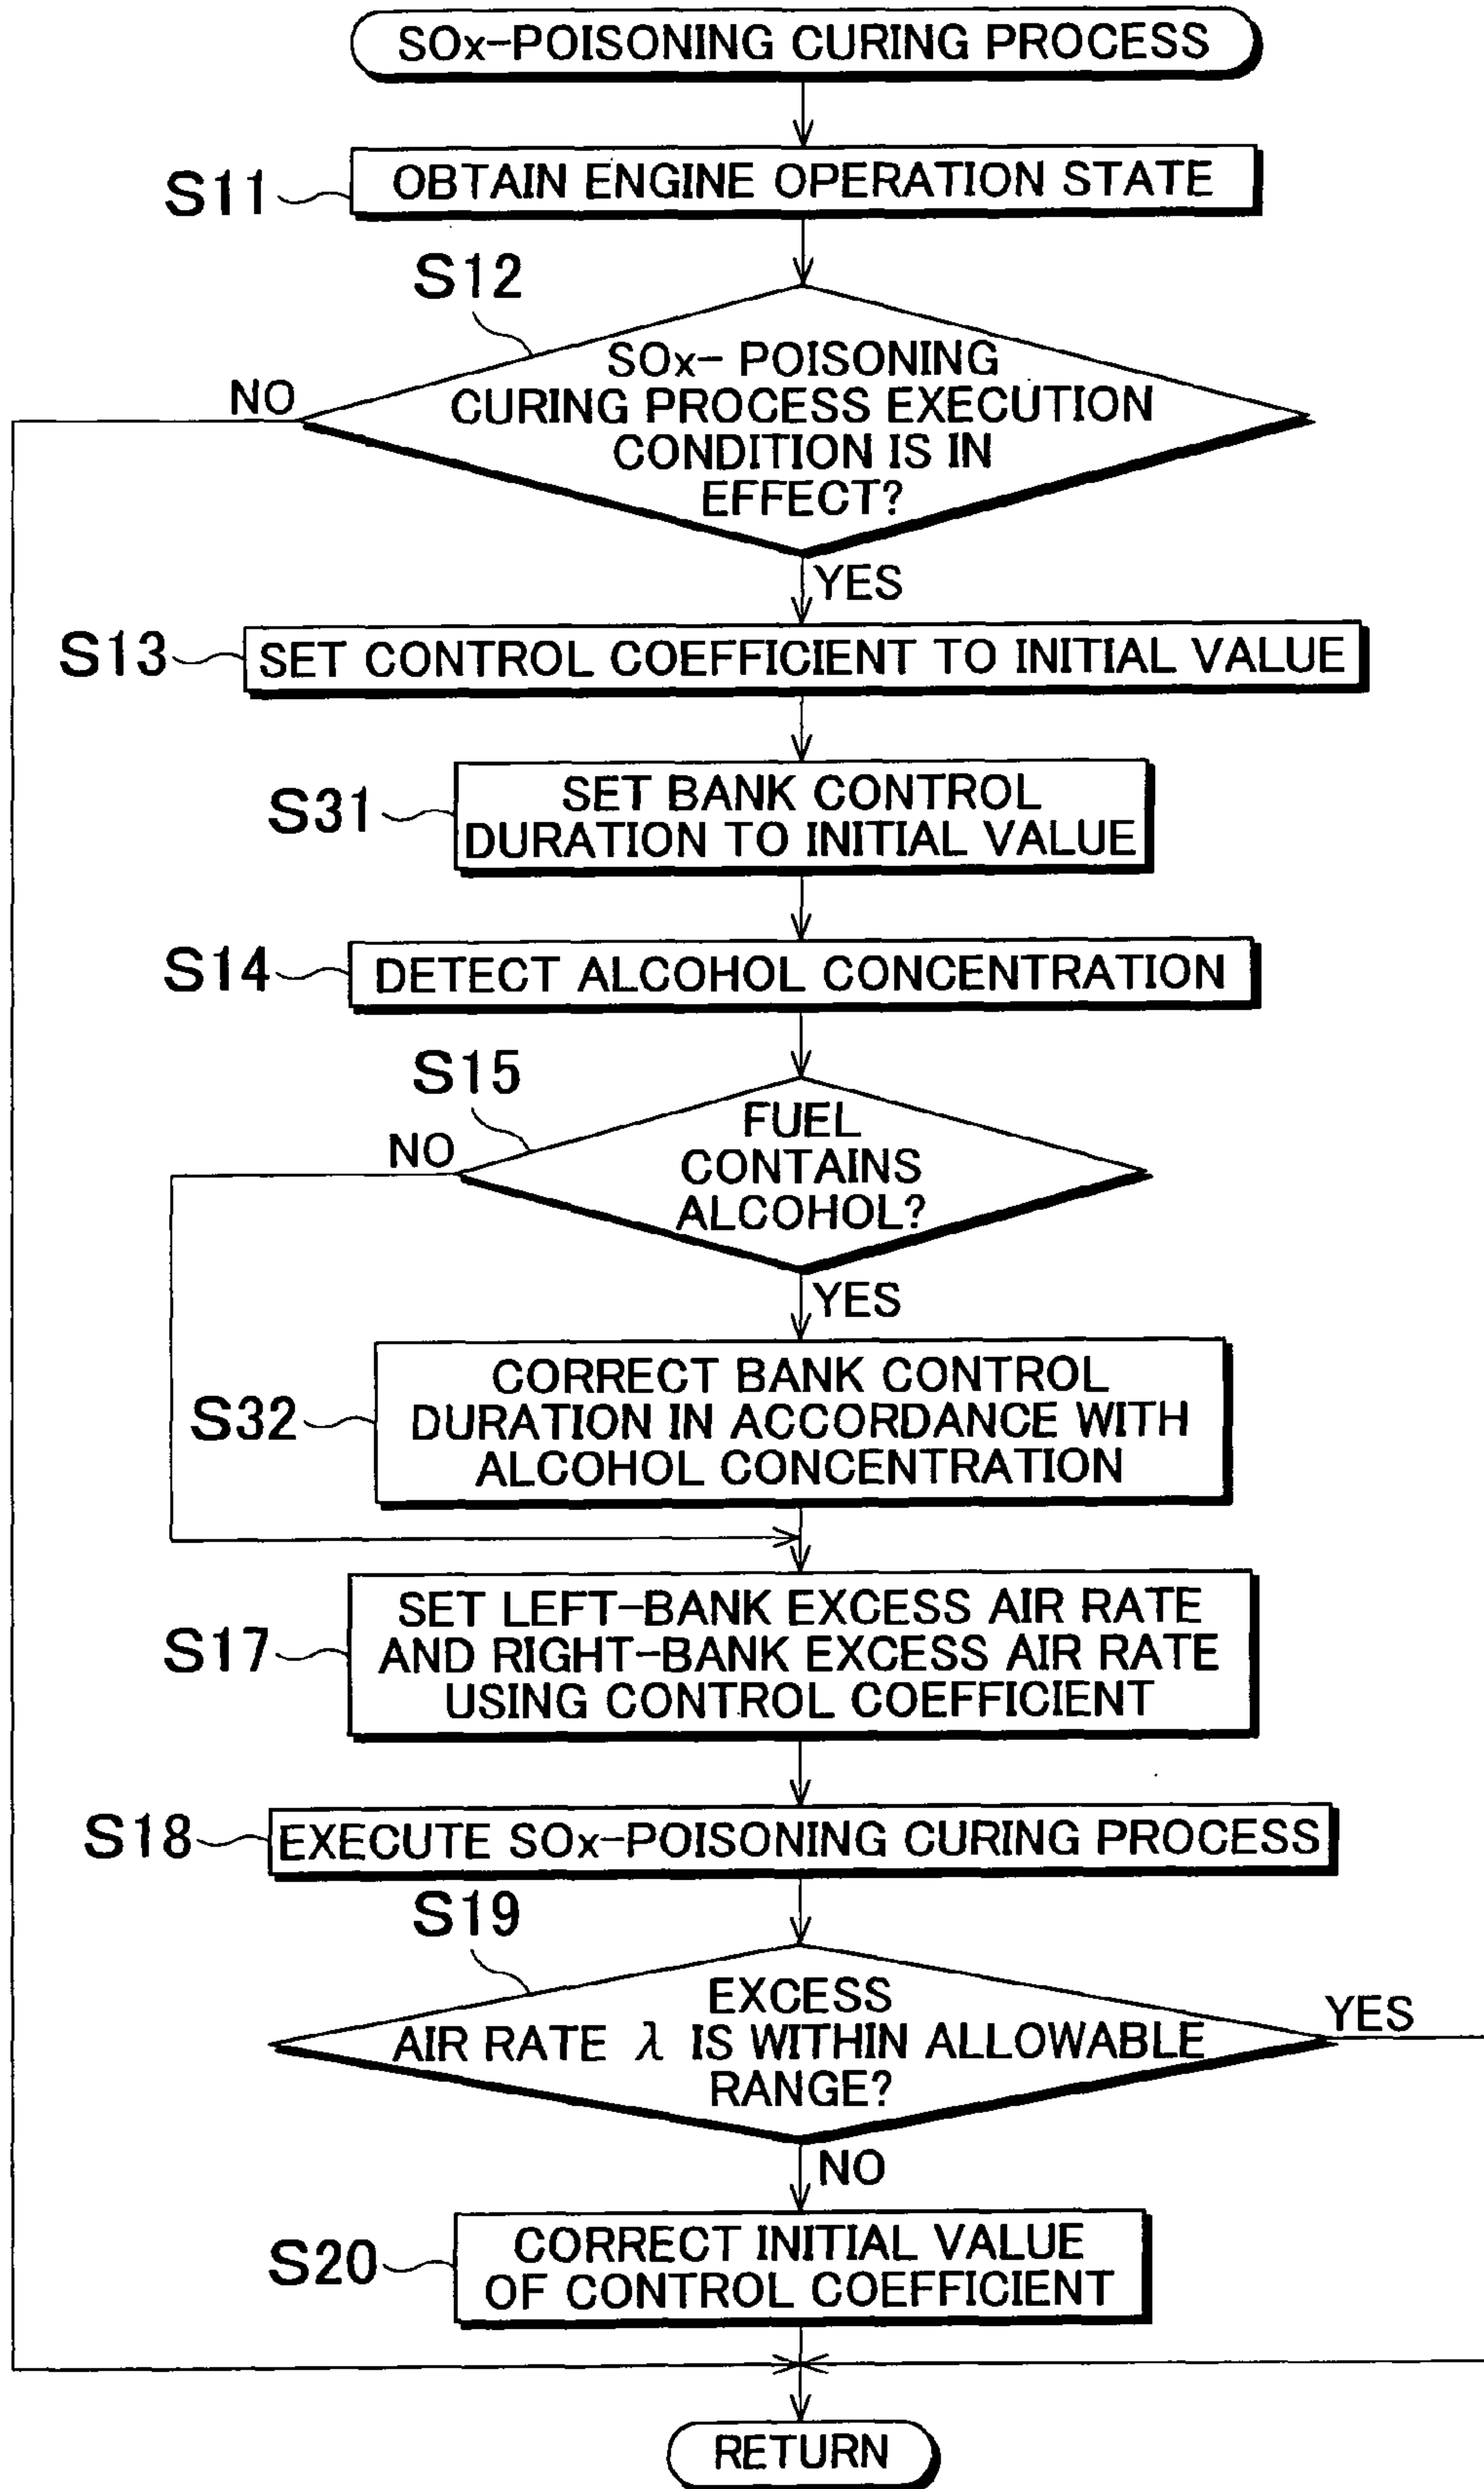 SOx-POISONING CURING PROCESS
S11
OBTAIN ENGINE OPERATION STATE
S12
SOx- POISONING
CURING PROCESS EXECUTION
CONDITION IS IN
EFFECT?
NO
YES
S13
SET CONTROL COEFFICIENT TO INITIAL VALUE
S31
SET BANK CONTROL
DURATION TO INITIAL VALUE
S14
DETECT ALCOHOL CONCENTRATION
S15
FUEL
CONTAINS
ALCOHOL?
NO
YES
S32
CORRECT BANK CONTROL
DURATION IN ACCORDANCE WITH
ALCOHOL CONCENTRATION
S17
SET LEFT-BANK EXCESS AIR RATE
AND RIGHT-BANK EXCESS AIR RATE
USING CONTROL COEFFICIENT
S18
EXECUTE SOx-POISONING CURING PROCESS
S19
EXCESS
AIR RATE λ IS WITHIN ALLOWABLE
RANGE?
YES
NO
S20
CORRECT INITIAL VALUE
OF CONTROL COEFFICIENT
RETURN